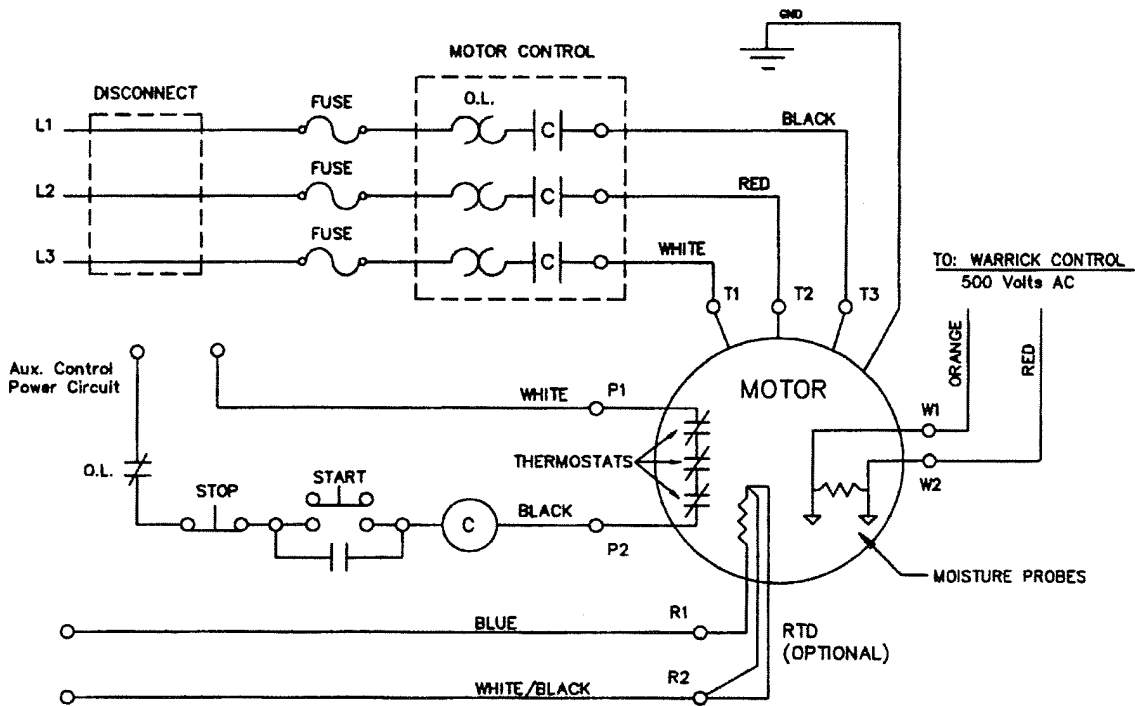 GND
MOTOR CONTROL
DISCONNECT
FUSE
O.L.
L1
C
BLACK
FUSE
L2
C
RED
FUSE
L3
C
WHITE
TO: WARRICK CONTROL
500 Volts AC
T1
T2
T3
ORANGE
RED
Aux. Control
Power Circuit
WHITE
P1
MOTOR
W1
O.L.
THERMOSTATS
W2
STOP
START
C
BLACK
P2
MOISTURE PROBES
BLUE
R1
RTD
(OPTIONAL)
WHITE/BLACK
R2